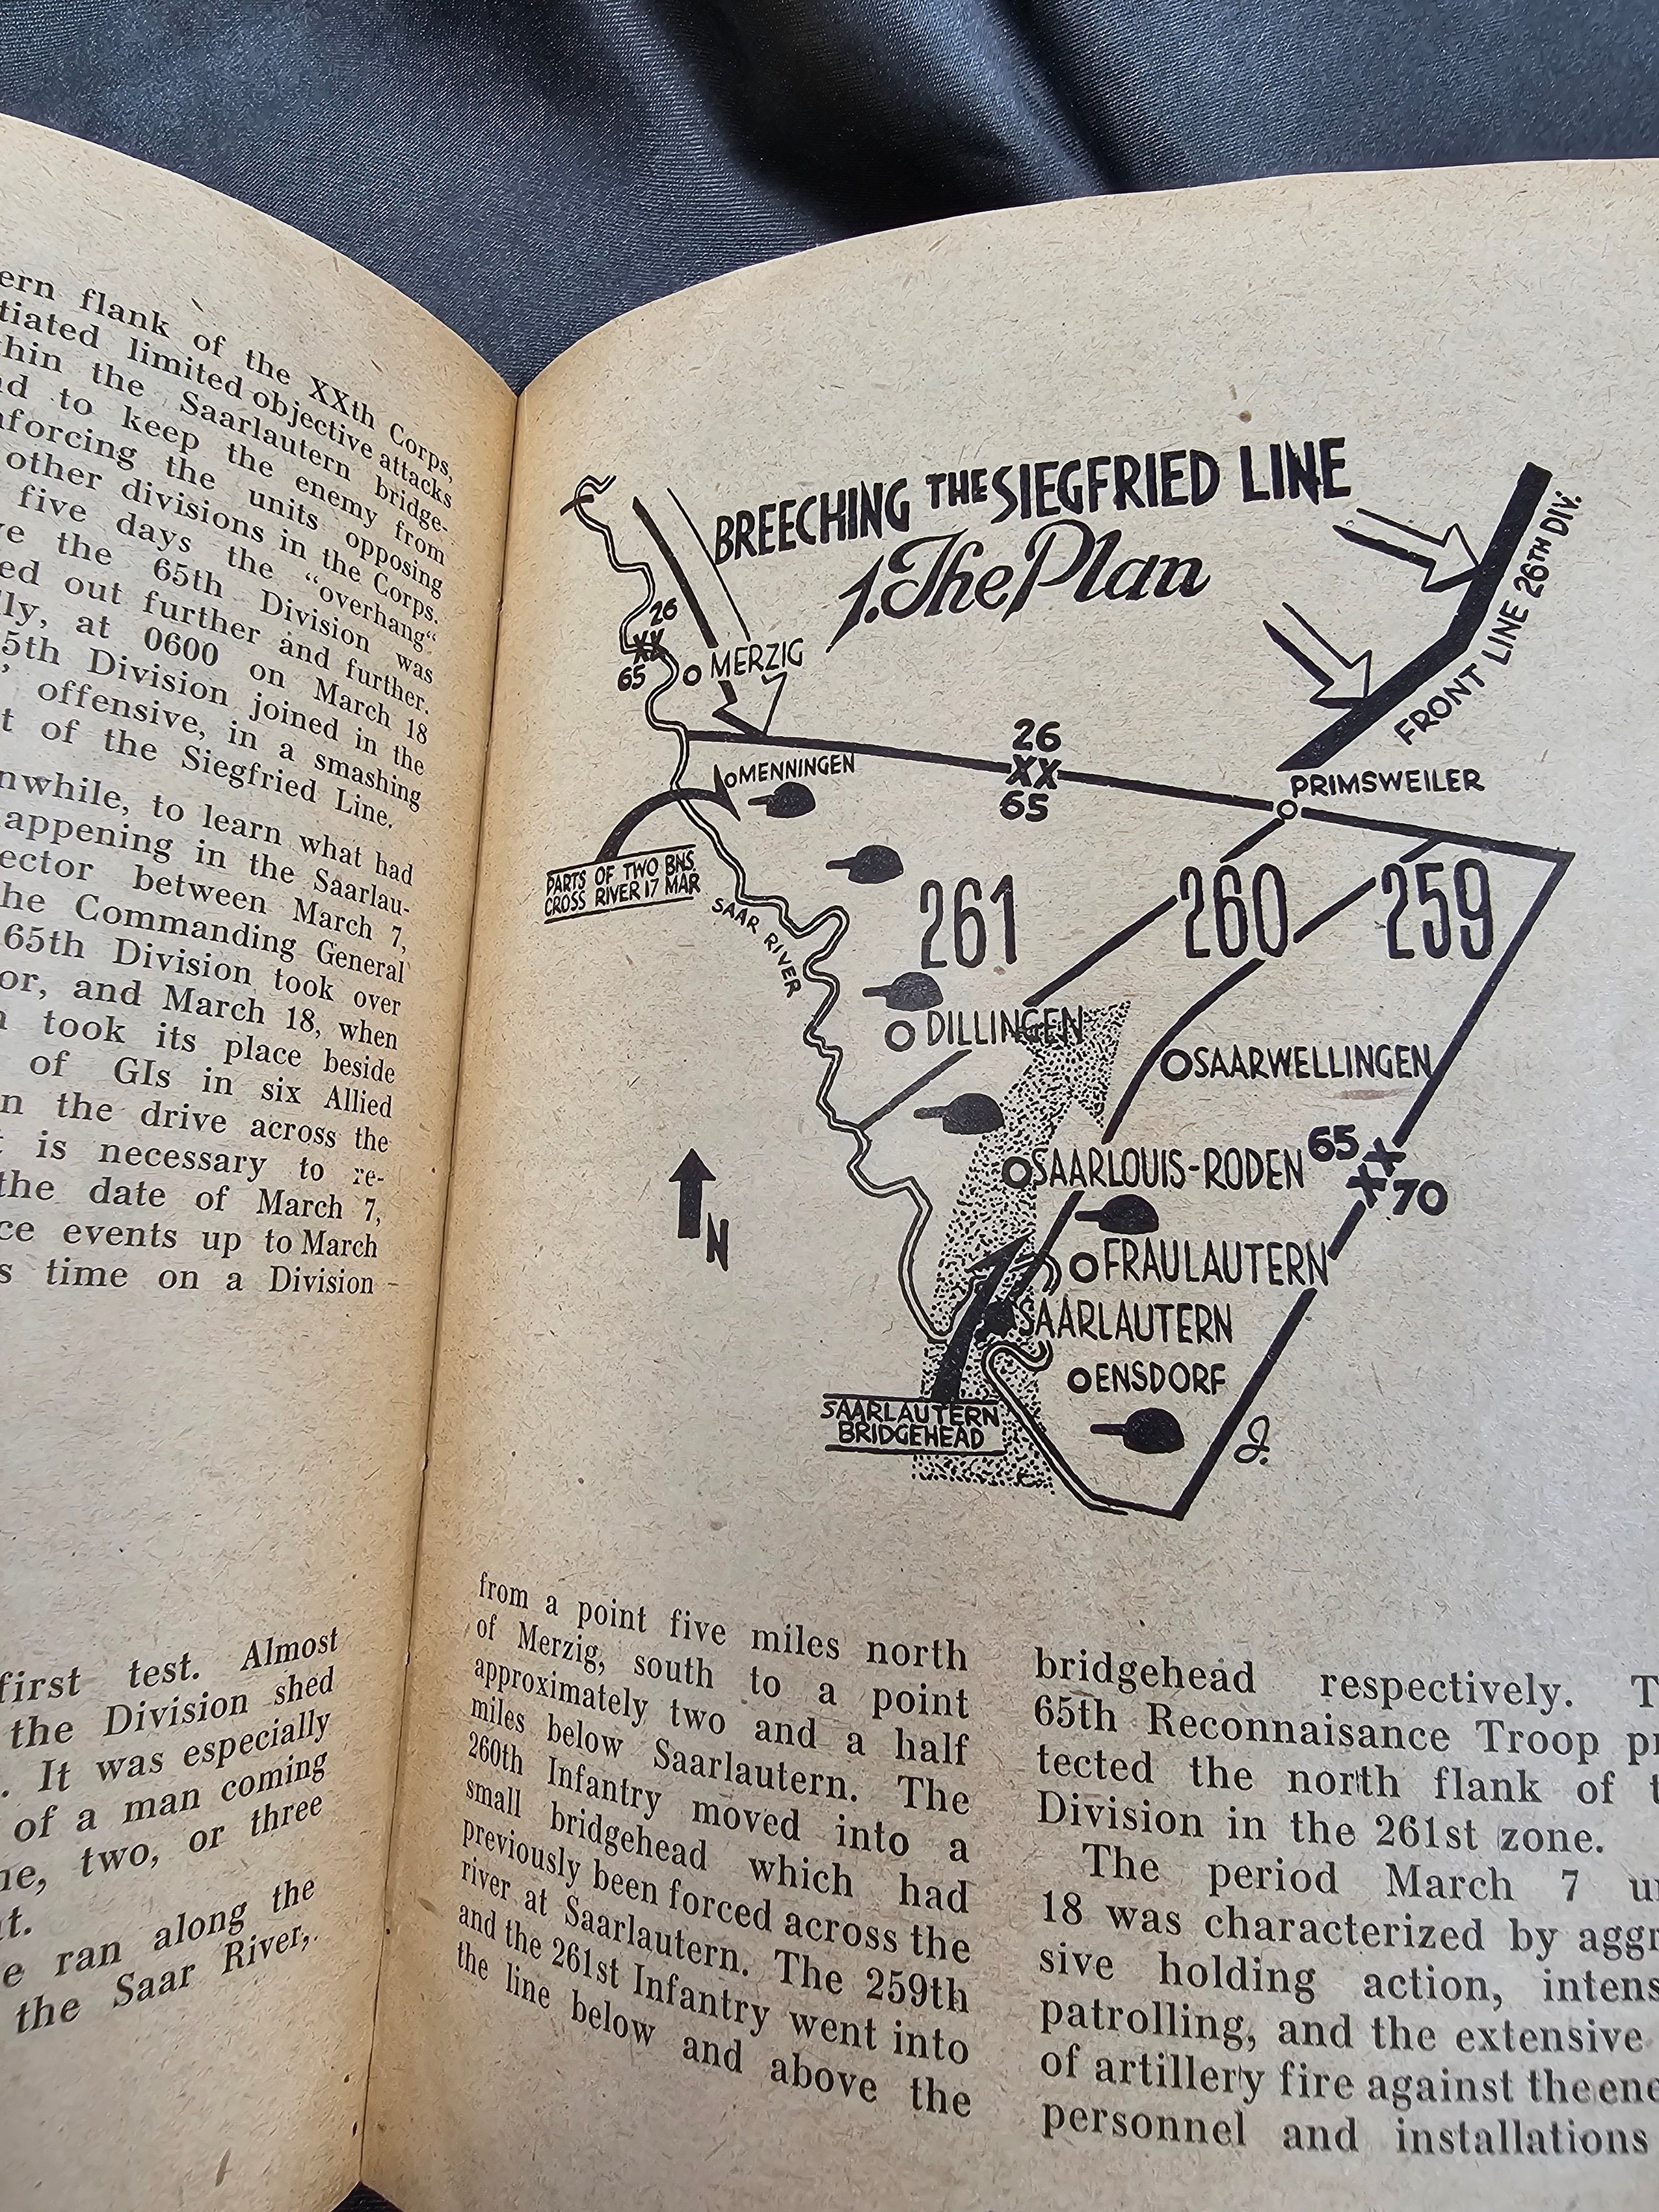 ern flank of the XXth Corps,
tiated limited objective attacks
thin the Saarlautern bridge-
d to keep the enemy from
nforcing the units opposing
other divisions in the Corps.
five days the "overhang"
ve the 65th Division was
ed out further and further.
lly, at 0600 on March 18
5th Division joined in the
offensive, in a smashing
t of the Siegfried Line.
nwhile, to learn what had
appening in the Saarlau-
ector between March 7,
he Commanding General
65th Division took over
or, and March 18, when
n took its place beside
of GIs in six Allied
n the drive across the
t is necessary to re-
the date of March 7,
ce events up to March
s time on a Division
first test. Almost
the Division shed
. It was especially
of a man coming
ne, two, or three
t.
e ran along the
the Saar River,
BREECHING THE SIEGFRIED LINE
1. The Plan
FRONT LINE 26TH DIV.
26
XX
65
MERZIG
26
XX
65
MENNINGEN
PRIMSWEILER
PARTS OF TWO BNS.
CROSS RIVER 17 MAR
SAAR RIVER
261
260
259
DILLINGEN
SAARWELLINGEN
SAARLOUIS-RODEN
65
XX
70
N
FRAULAUTERN
SAARLAUTERN
ENSDORF
SAARLAUTERN
BRIDGEHEAD
J.
from a point five miles north
of Merzig, south to a point
approximately two and a half
miles below Saarlautern. The
260th Infantry moved into a
small bridgehead which had
previously been forced across the
river at Saarlautern. The 259th
and the 261st Infantry went into
the line below and above the
bridgehead respectively. T
65th Reconnaisance Troop pr
tected the north flank of t
Division in the 261st zone.
The period March 7 un
18 was characterized by aggr
sive holding action, intens
patrolling, and the extensive
of artillery fire against the ene
personnel and installations